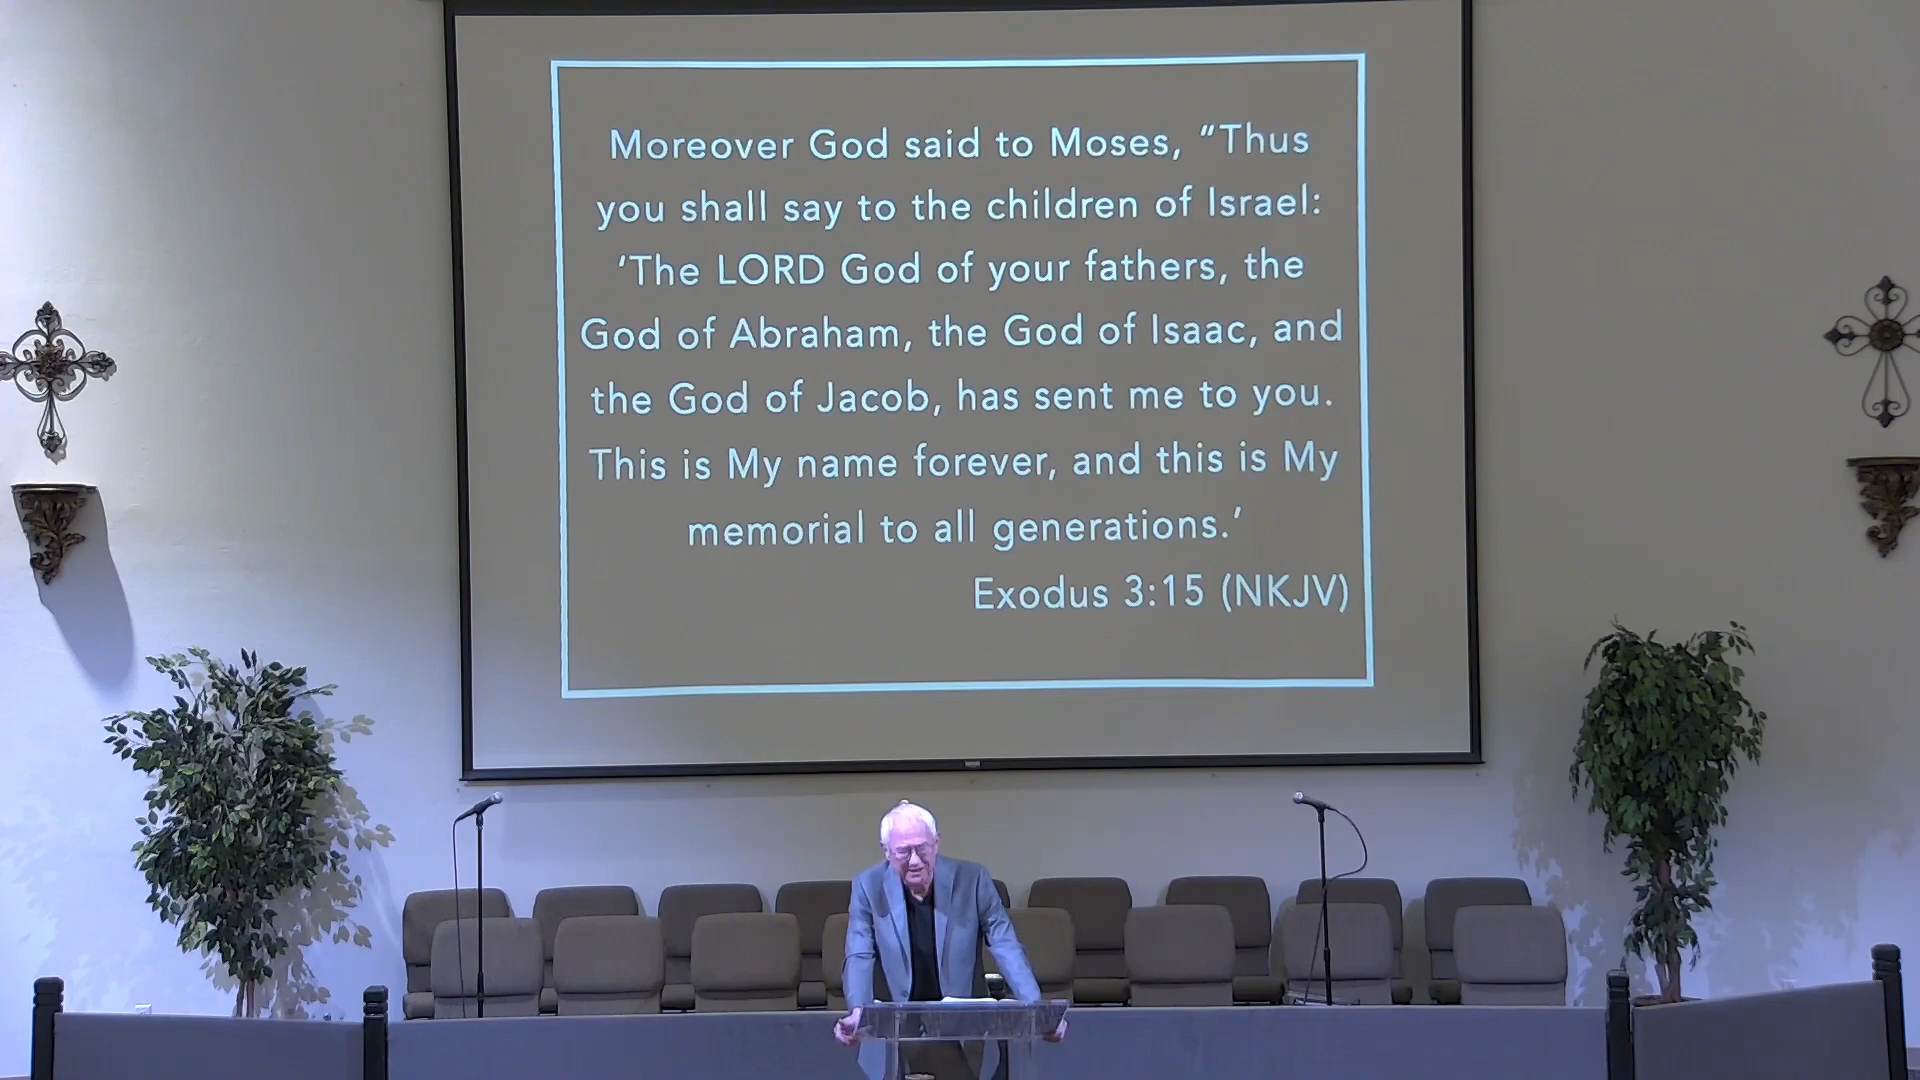 Moreover God said to Moses, “Thus
you shall say to the children of Israel:
‘The LORD God of your fathers, the
God of Abraham, the God of Isaac, and
the God of Jacob, has sent me to you.
This is My name forever, and this is My
memorial to all generations.’
Exodus 3:15 (NKJV)